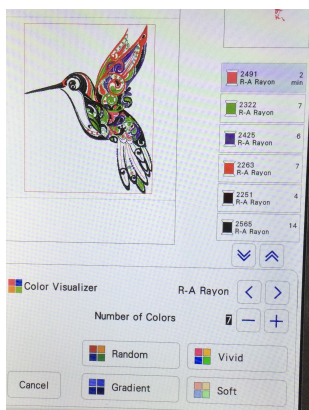 2491 2
R-A Rayon min
2322 7
R-A Rayon
2425 6
R-A Rayon
2263 7
R-A Rayon
2251 4
R-A Rayon
2565 14
R-A Rayon
Color Visualizer R-A Rayon
Number of Colors 7 - +
Random Vivid
Cancel Gradient Soft